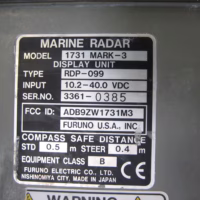 MARINE RADAR
MODEL 1731 MARK-3
DISPLAY UNIT
TYPE RDP-099
INPUT 10.2-40.0 VDC
SER.NO. 3361-0385
FCC ID: ADB9ZW1731M3
FURUNO U.S.A., INC
COMPASS SAFE DISTANCE
STD 0.5 m STEER 0.4 m
EQUIPMENT CLASS B
FURUNO ELECTRIC CO., LTD.
NISHINOMIYA CITY, MADE IN JAPAN
WARNING